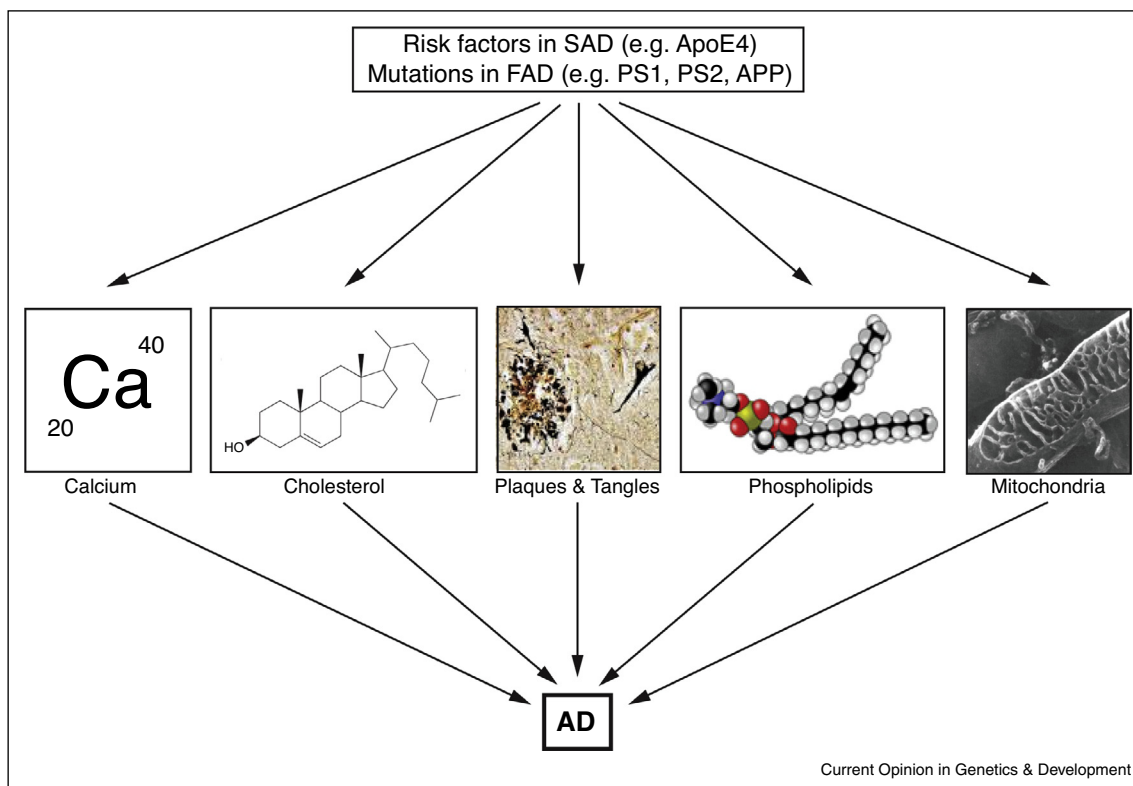 Risk factors in SAD (e.g. ApoE4)
Mutations in FAD (e.g. PS1, PS2, APP)
40
Ca
20
HO
Calcium
Cholesterol
Plaques & Tangles
Phospholipids
Mitochondria
AD
Current Opinion in Genetics & Development